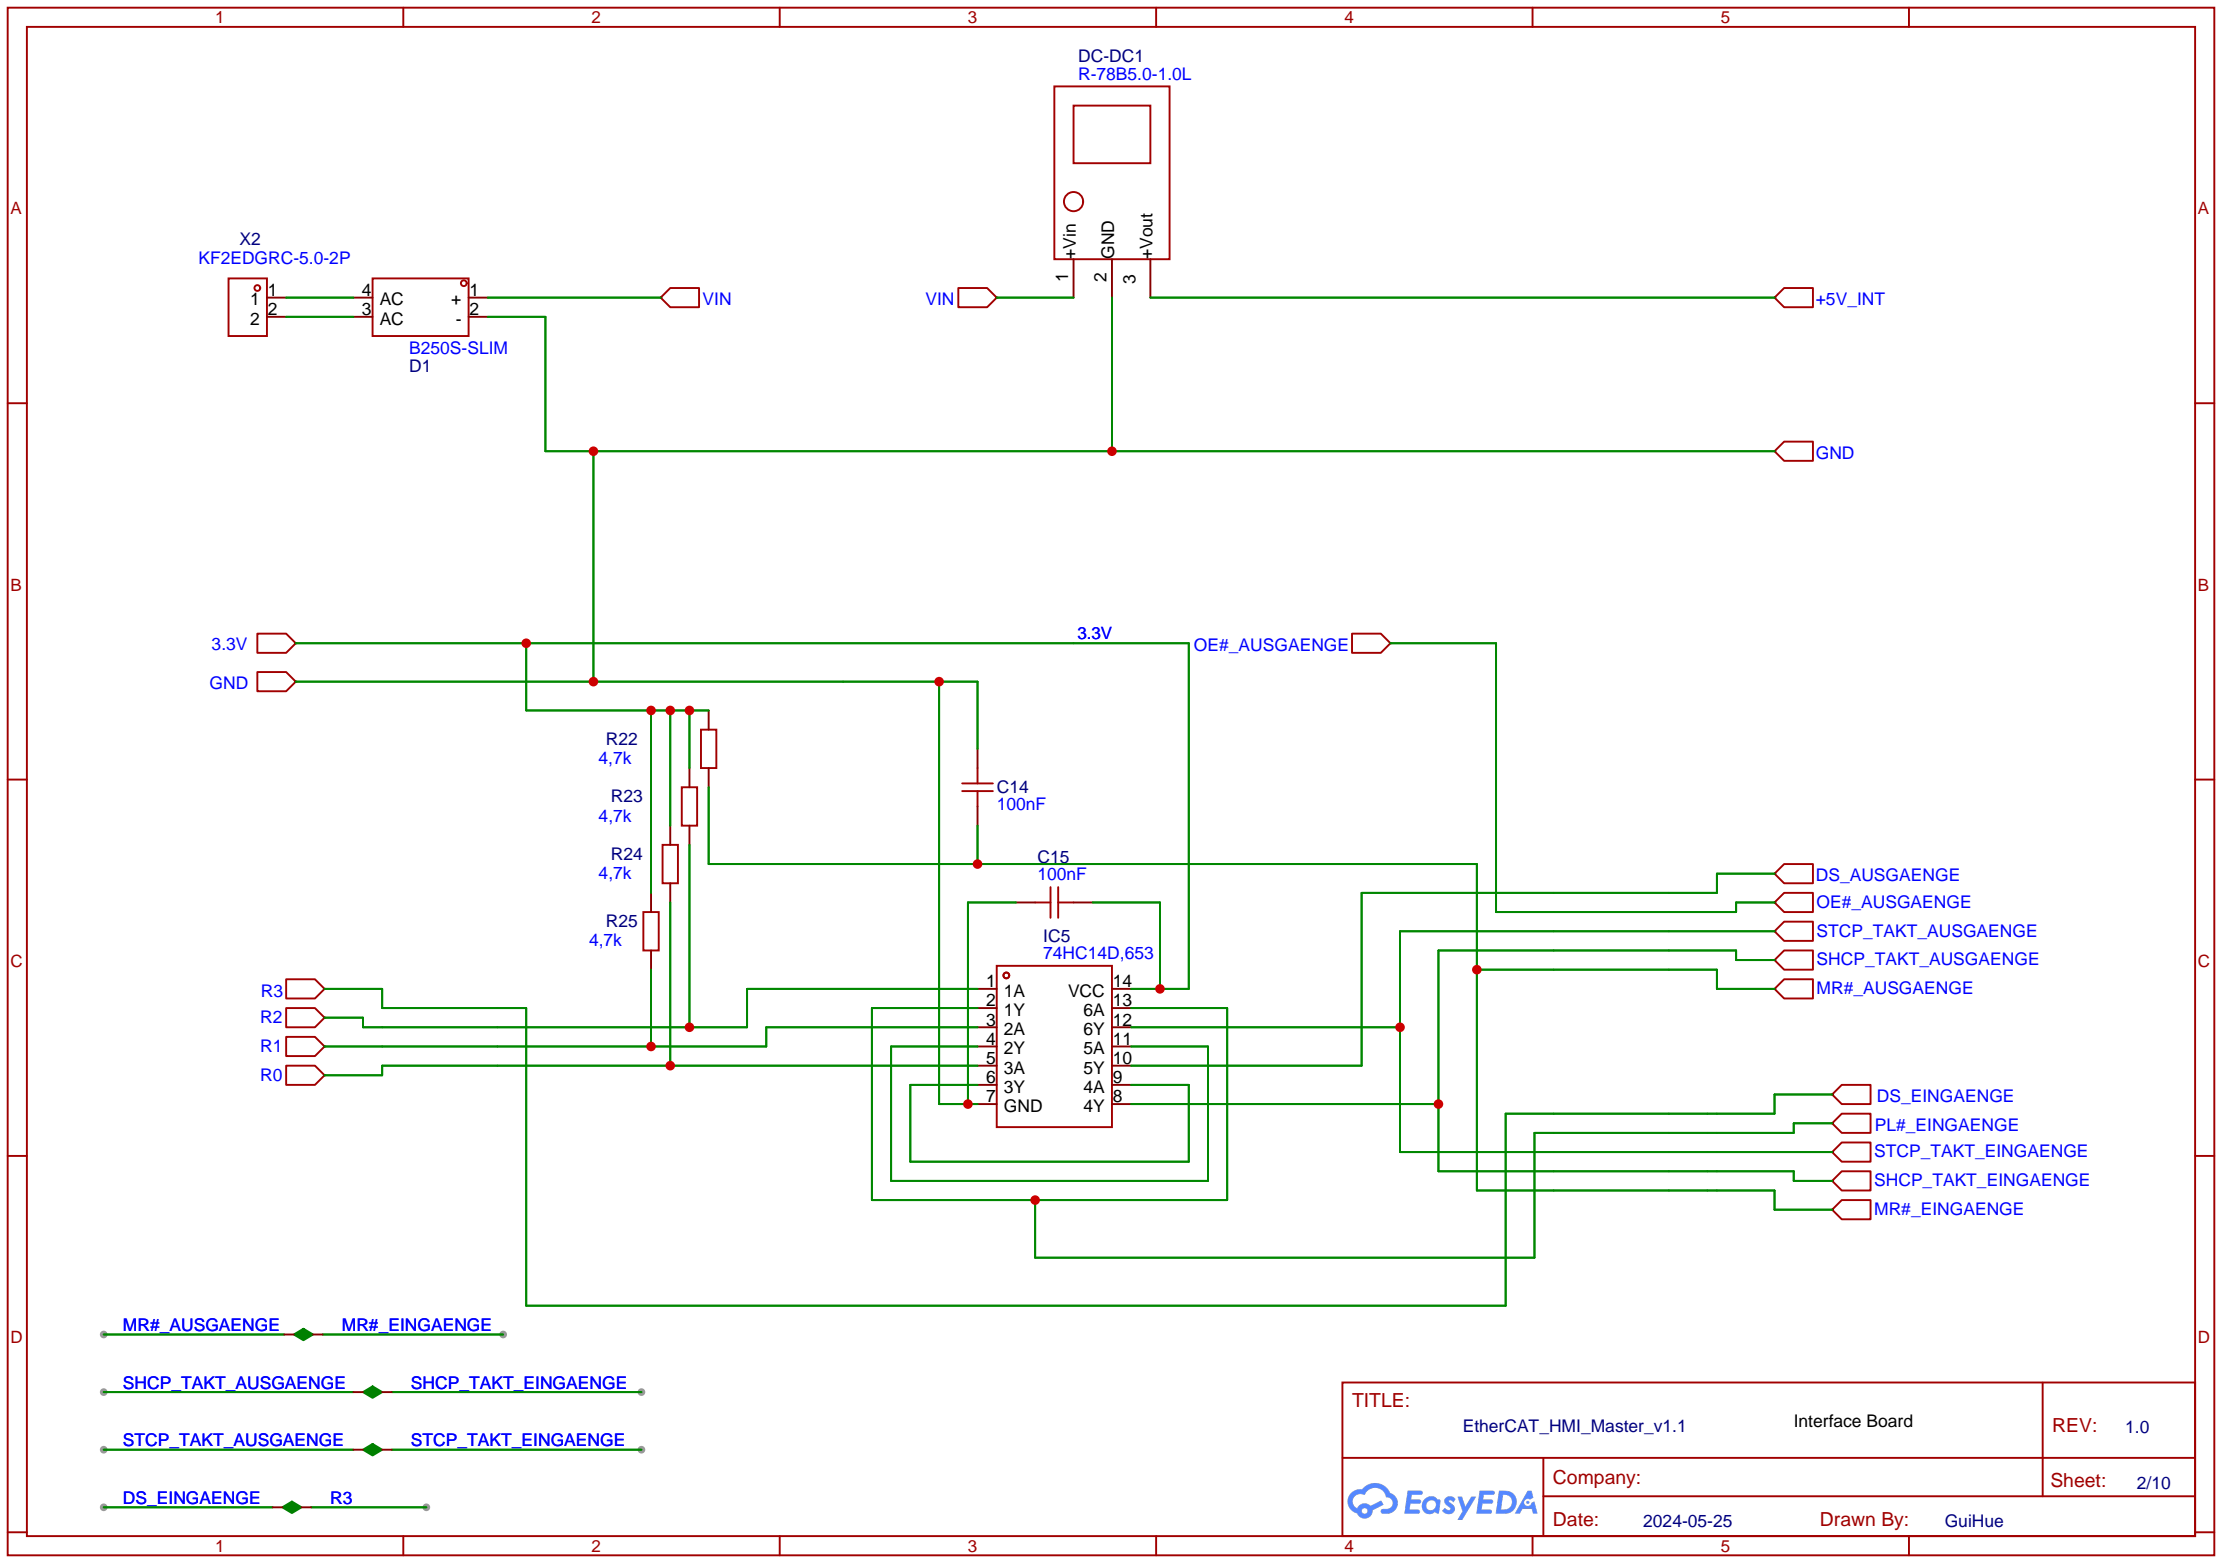 1 2 3 4 5
A A
B B
C C
D D
1 2 3 4 5
DC-DC1
R-78B5.0-1.0L
+Vin
GND
+Vout
1
2
3
X2
KF2EDGRC-5.0-2P
1
2
1
2
4
3
AC
AC
+
-
1
2
B250S-SLIM
D1
VIN
VIN
+5V_INT
GND
3.3V
3.3V
OE#_AUSGAENGE
GND
R22
4,7k
R23
4,7k
R24
4,7k
R25
4,7k
C14
100nF
C15
100nF
IC5
74HC14D,653
1 1A VCC 14
2 1Y 6A 13
3 2A 6Y 12
4 2Y 5A 11
5 3A 5Y 10
6 3Y 4A 9
7 GND 4Y 8
R3
R2
R1
R0
DS_AUSGAENGE
OE#_AUSGAENGE
STCP_TAKT_AUSGAENGE
SHCP_TAKT_AUSGAENGE
MR#_AUSGAENGE
DS_EINGAENGE
PL#_EINGAENGE
STCP_TAKT_EINGAENGE
SHCP_TAKT_EINGAENGE
MR#_EINGAENGE
MR#_AUSGAENGE MR#_EINGAENGE
SHCP_TAKT_AUSGAENGE SHCP_TAKT_EINGAENGE
STCP_TAKT_AUSGAENGE STCP_TAKT_EINGAENGE
DS_EINGAENGE R3
TITLE:
EtherCAT_HMI_Master_v1.1 Interface Board
REV: 1.0
EasyEDA
Company:
Sheet: 2/10
Date: 2024-05-25 Drawn By: GuiHue